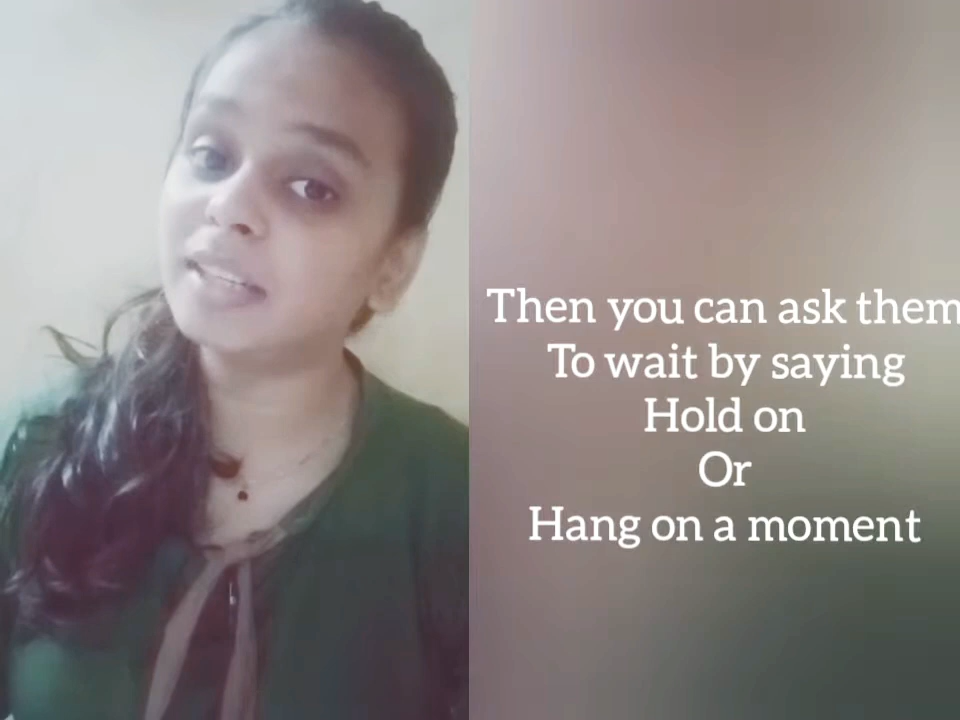 Then you can ask them
To wait by saying
Hold on
Or
Hang on a moment